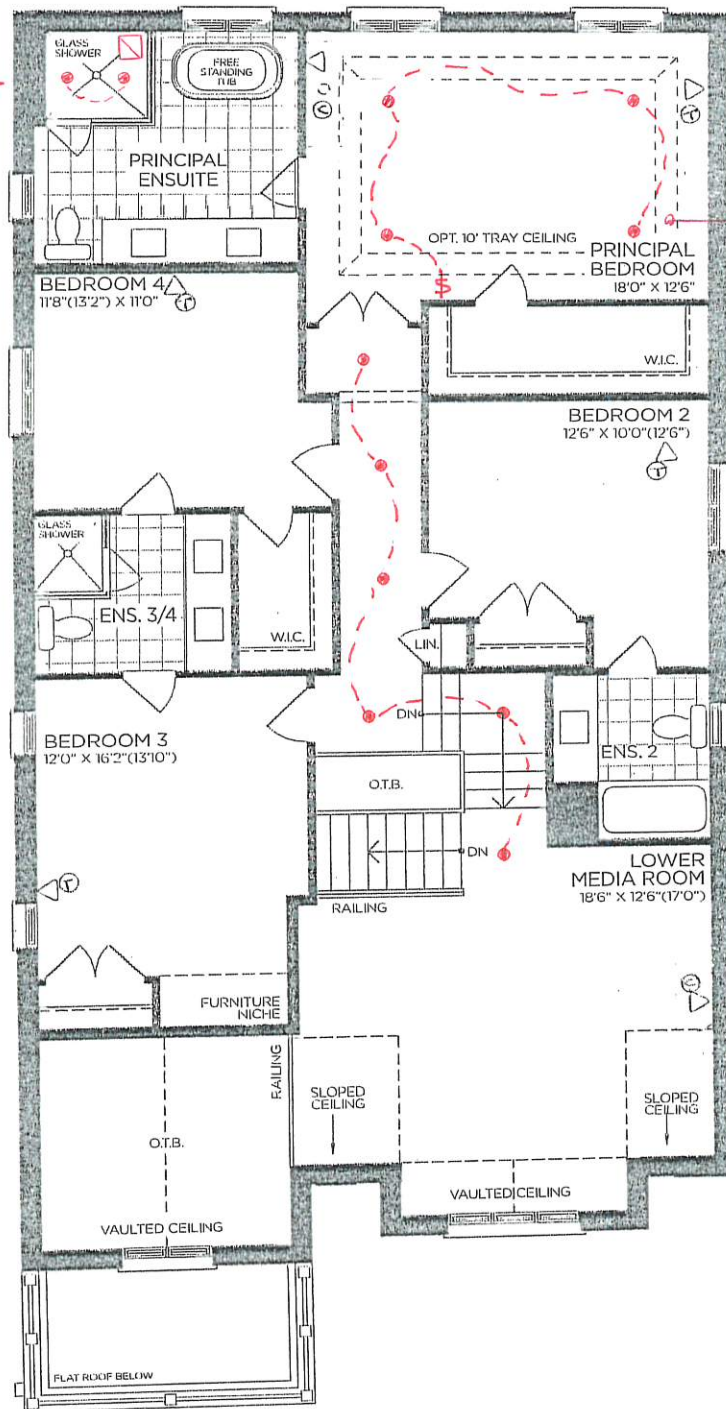 GLASS
SHOWER
FREE
STANDING
TUB
PRINCIPAL
ENSUITE
OPT. 10' TRAY CEILING
PRINCIPAL
BEDROOM
18'0" X 12'6"
$
BEDROOM 4
11'8"(13'2") X 11'0"
W.I.C.
BEDROOM 2
12'6" X 10'0"(12'6")
GLASS
SHOWER
ENS. 3/4
W.I.C.
LIN.
BEDROOM 3
12'0" X 16'2"(13'10")
DN
ENS. 2
O.T.B.
DN
RAILING
LOWER
MEDIA ROOM
18'6" X 12'6"(17'0")
FURNITURE
NICHE
RAILING
SLOPED
CEILING
SLOPED
CEILING
O.T.B.
VAULTED CEILING
VAULTED CEILING
FLAT ROOF BELOW